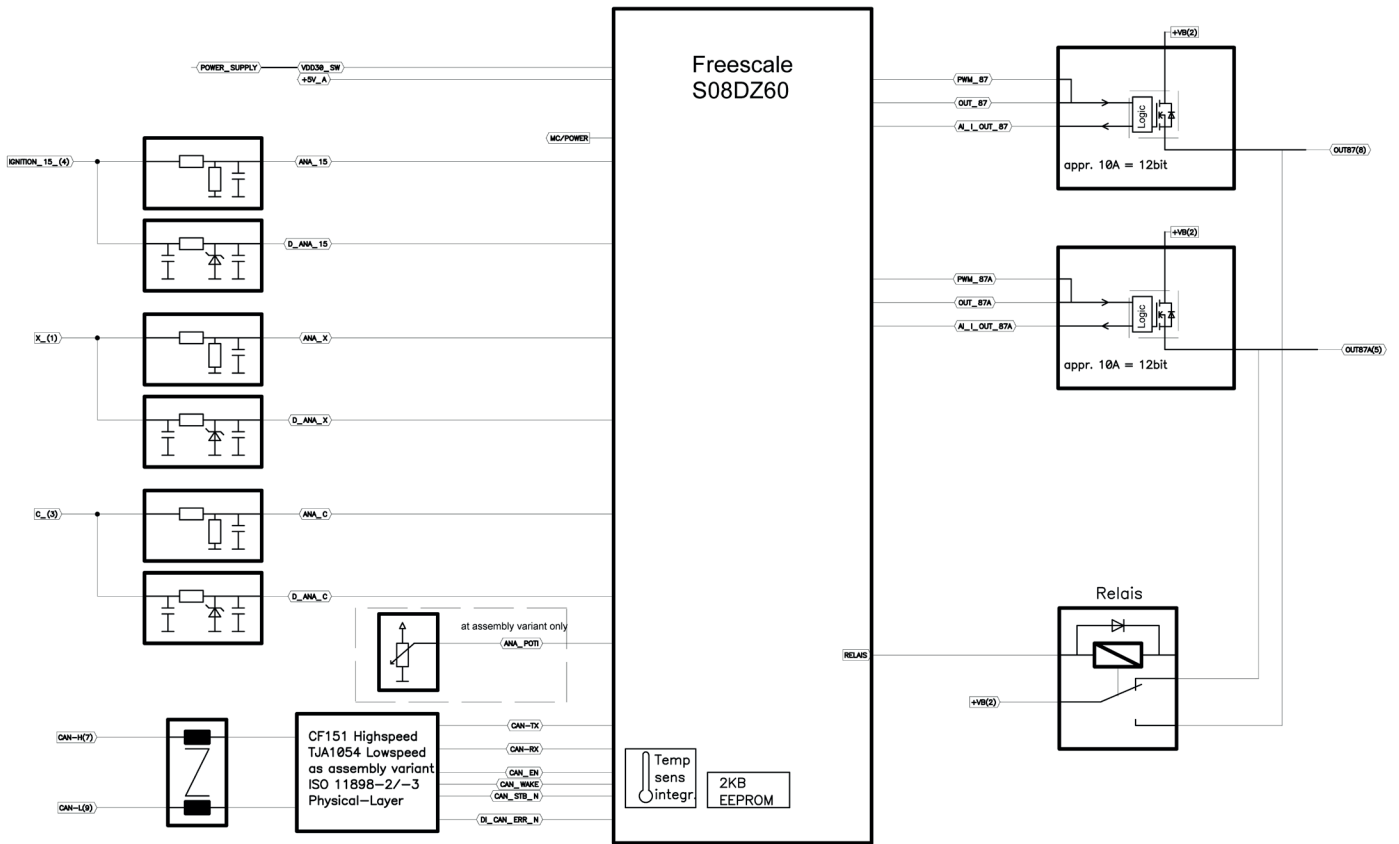 Freescale
S08DZ60
POWER_SUPPLY
VDD30_SW
+5V_A
MC/POWER
IGNITION_15_(4)
ANA_15
D_ANA_15
X_(1)
ANA_X
D_ANA_X
C_(3)
ANA_C
D_ANA_C
at assembly variant only
ANA_POTI
CAN-H(7)
CAN-L(9)
CF151 Highspeed
TJA1054 Lowspeed
as assembly variant
ISO 11898-2/-3
Physical-Layer
CAN-TX
CAN-RX
CAN_EN
CAN_WAKE
CAN_STB_N
DI_CAN_ERR_N
Temp
sens
integr.
2KB
EEPROM
+VB(2)
PWM_87
OUT_87
AI_I_OUT_87
Logic
appr. 10A = 12bit
OUT87(8)
+VB(2)
PWM_87A
OUT_87A
AI_I_OUT_87A
Logic
appr. 10A = 12bit
OUT87A(5)
Relais
RELAIS
+VB(2)